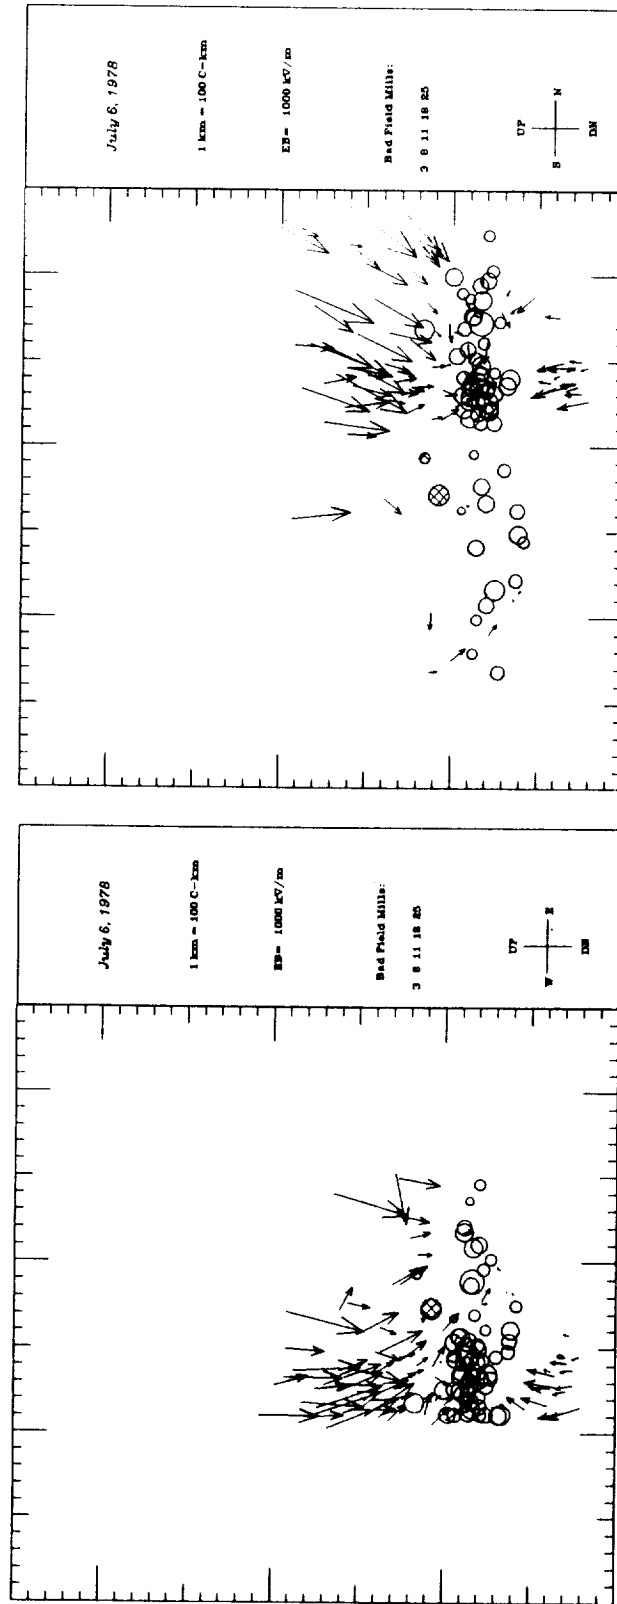 July 6, 1978
1 km = 100 C-km
EB= 1000 kV/m
Bad Field Mills:
3 8 11 18 25
UP
S N
DN
July 6, 1978
1 km = 100 C-km
EB= 1000 kV/m
Bad Field Mills:
3 8 11 18 25
UP
W E
DN